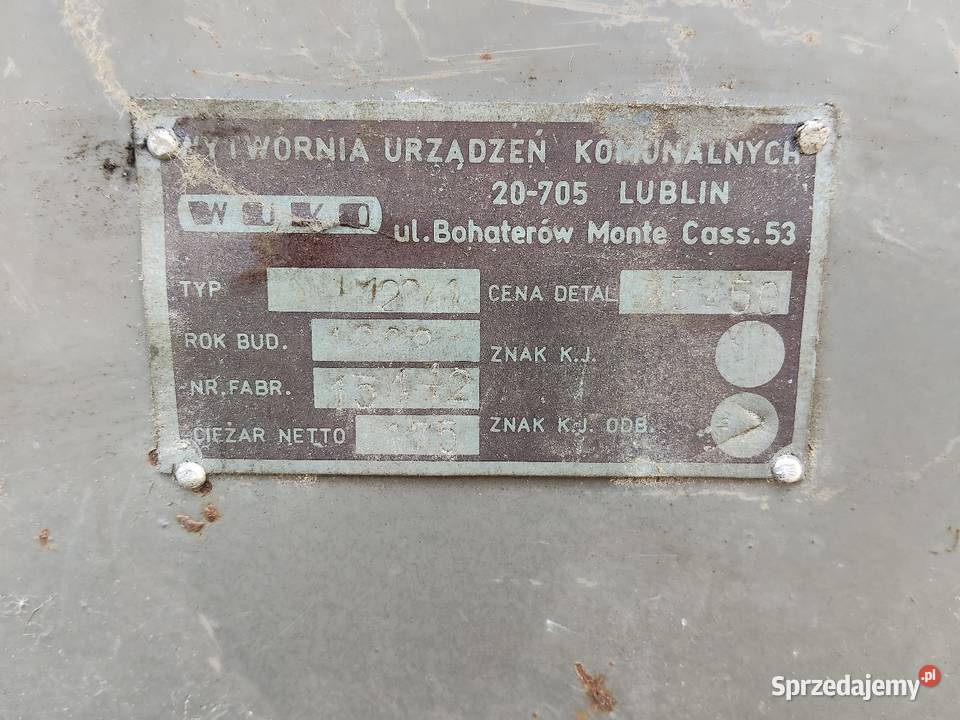 WYTWÓRNIA URZĄDZEŃ KOMUNALNYCH
WUKO
20-705 LUBLIN
ul.Bohaterów Monte Cass.53
TYP
CENA DETAL
ROK BUD.
ZNAK K.J.
NR.FABR.
CIĘŻAR NETTO
ZNAK K.J. ODB.
Sprzedajemy.pl